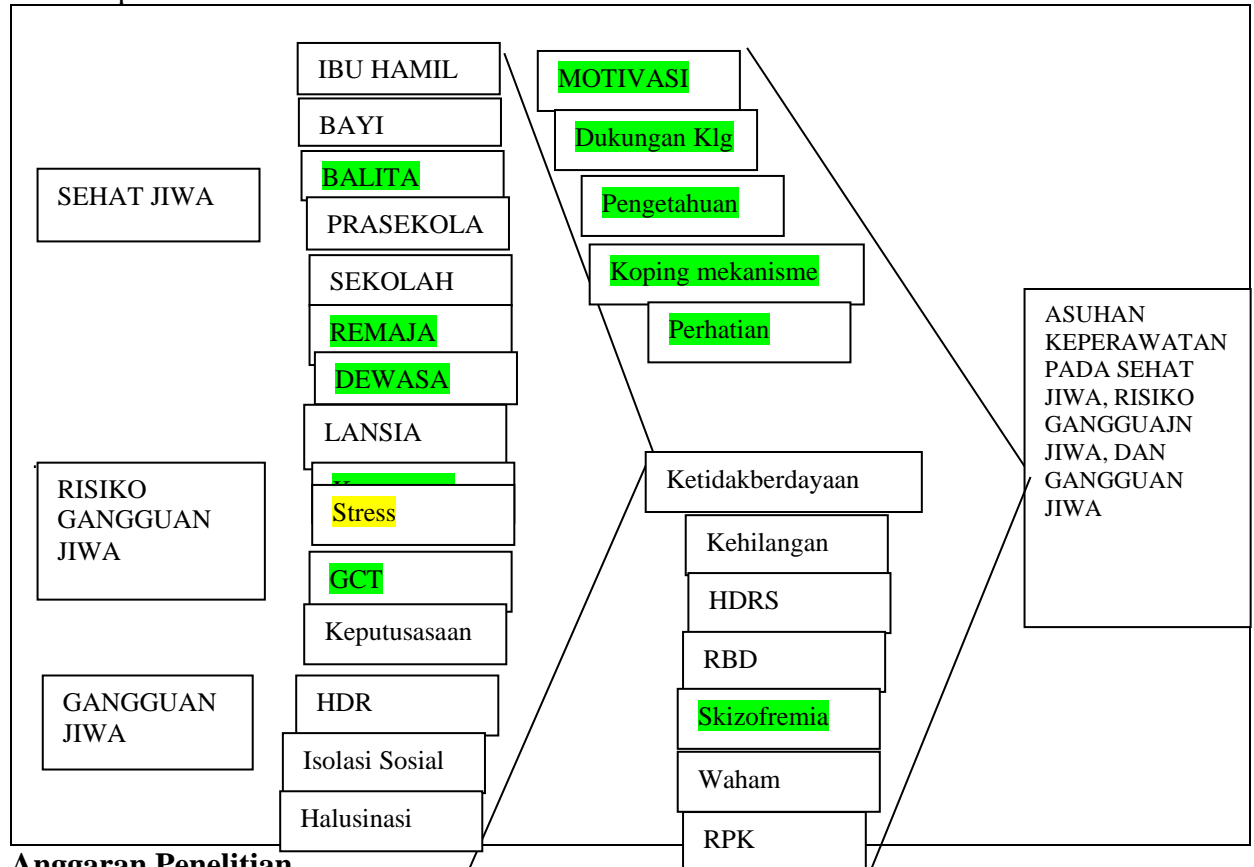 SEHAT JIWA
RISIKO
GANGGUAN
JIWA
GANGGUAN
JIWA
IBU HAMIL
BAYI
BALITA
PRASEKOLA
SEKOLAH
REMAJA
DEWASA
LANSIA
Stress
GCT
Keputusasaan
HDR
Isolasi Sosial
Halusinasi
MOTIVASI
Dukungan Klg
Pengetahuan
Koping mekanisme
Perhatian
Ketidakberdayaan
Kehilangan
HDRS
RBD
Skizofremia
Waham
RPK
ASUHAN
KEPERAWATAN
PADA SEHAT
JIWA, RISIKO
GANGGUAJN
JIWA, DAN
GANGGUAN
JIWA
Anggaran Penelitian